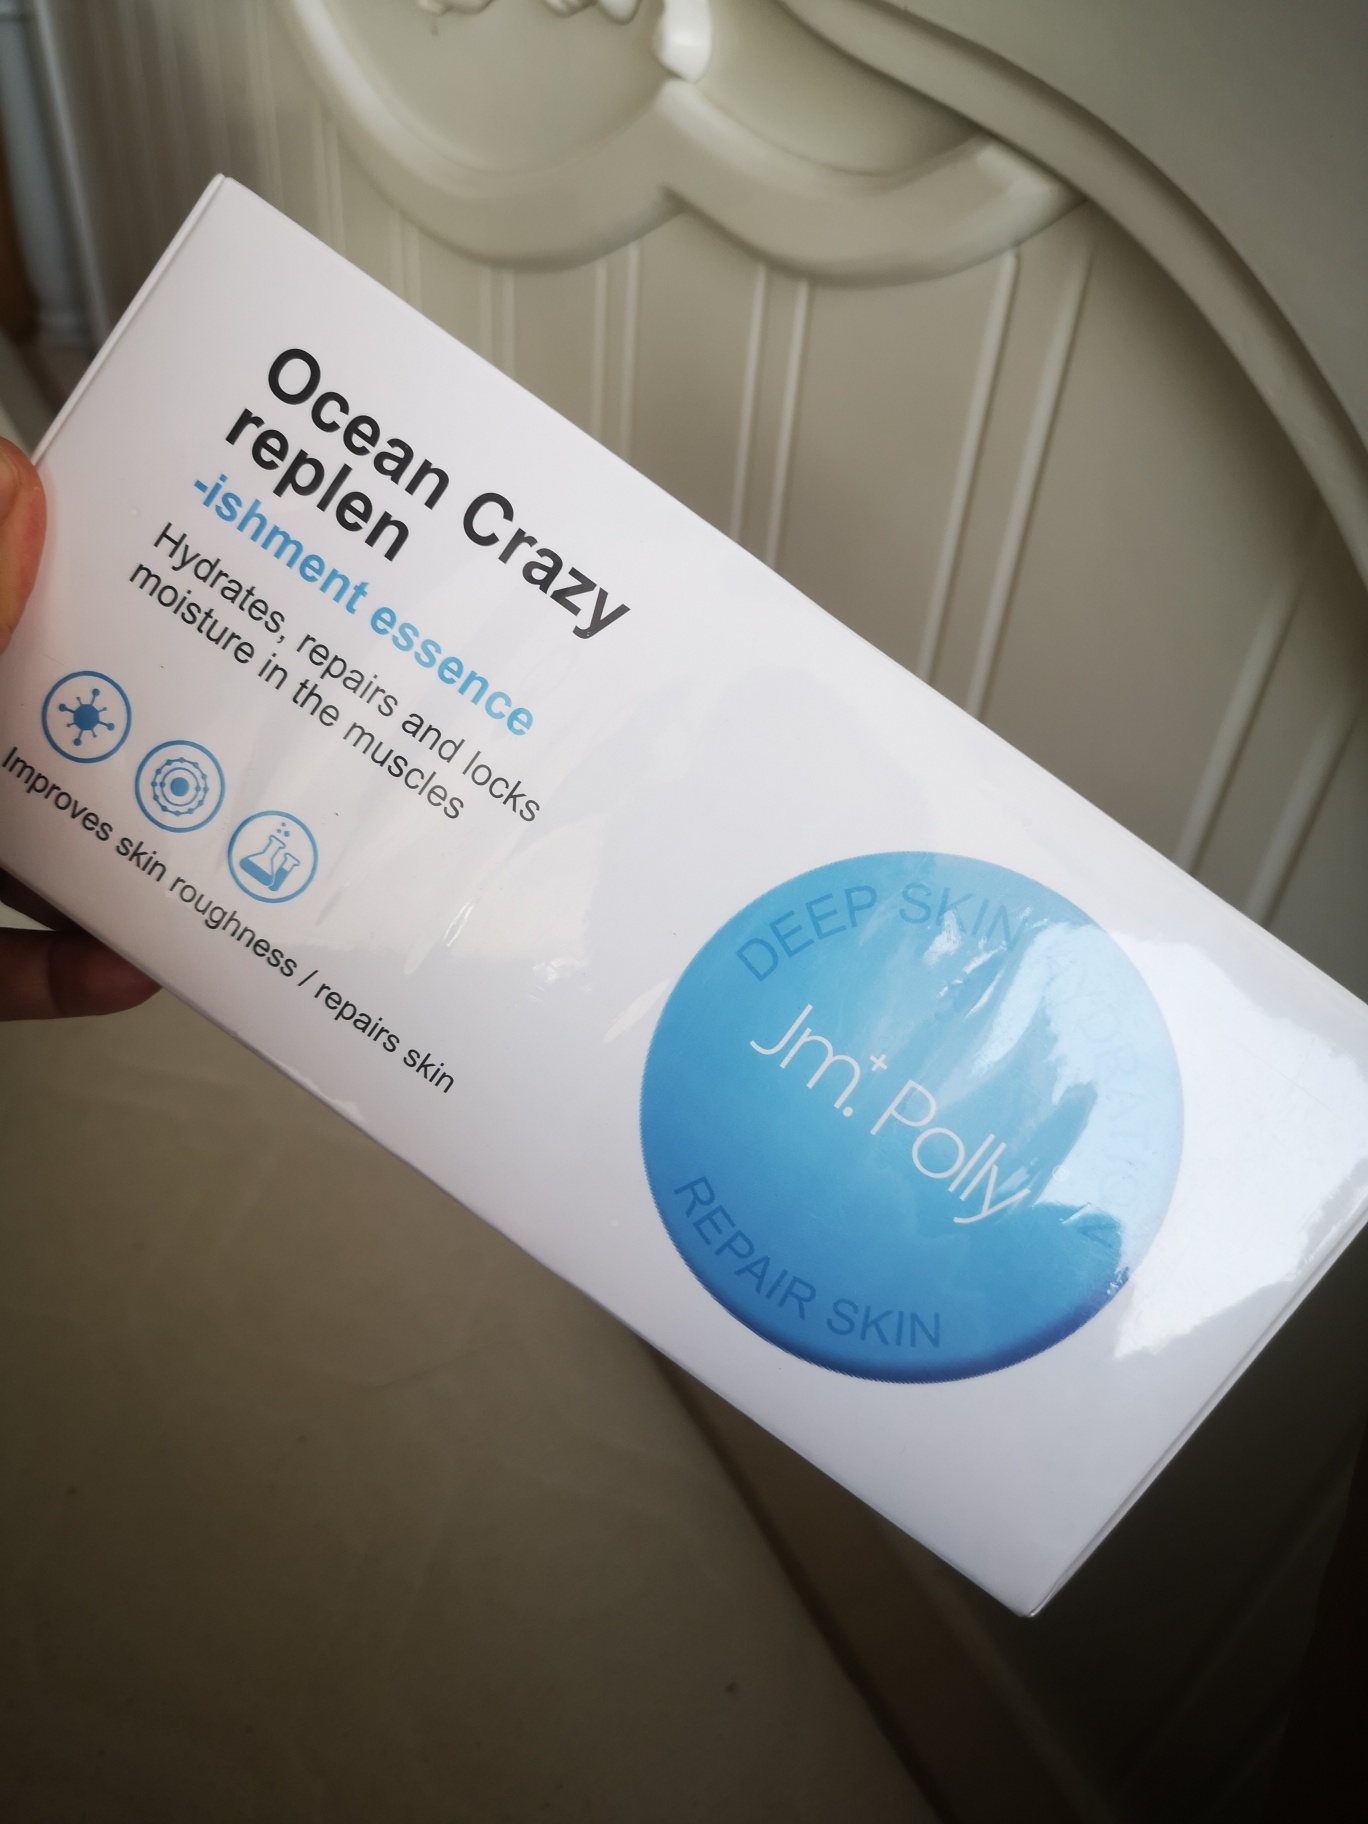 Ocean Crazy
replen
-ishment essence
Hydrates, repairs and locks
moisture in the muscles
Improves skin roughness / repairs skin
DEEP SKIN
Jm+. Polly
REPAIR SKIN